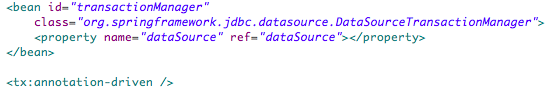 <bean id="transactionManager"
class="org.springframework.jdbc.datasource.DataSourceTransactionManager">
<property name="dataSource" ref="dataSource"></property>
</bean>
<tx:annotation-driven />